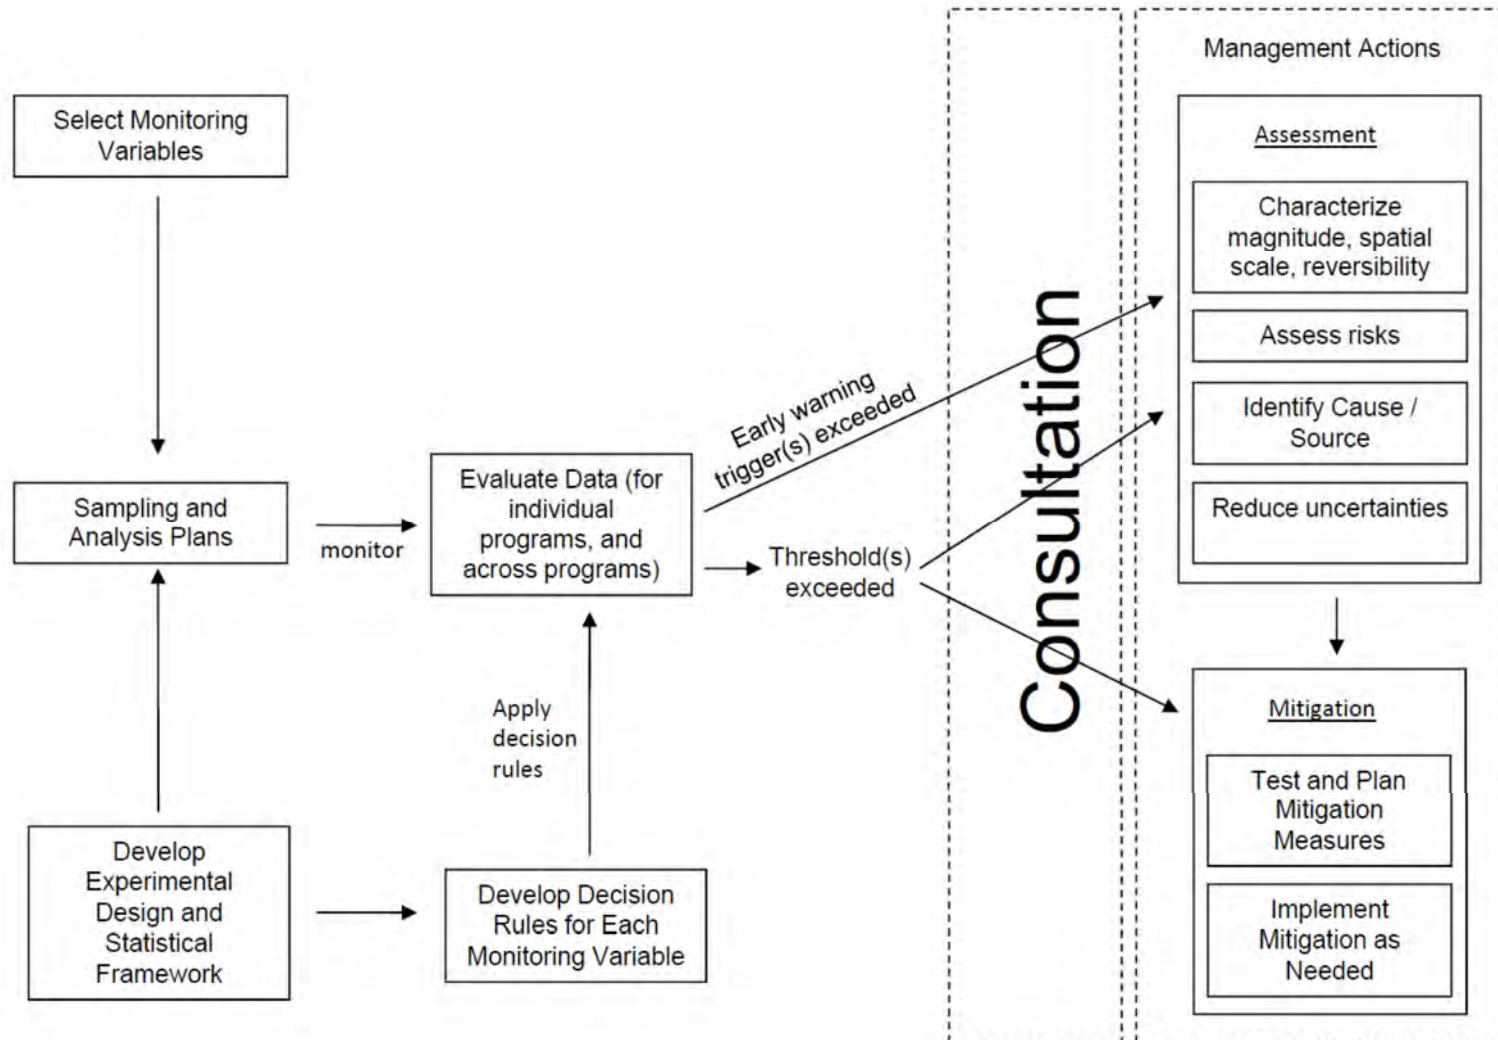 Select Monitoring
Variables
Sampling and
Analysis Plans
monitor
Develop
Experimental
Design and
Statistical
Framework
Evaluate Data (for
individual
programs, and
across programs)
Apply
decision
rules
Develop Decision
Rules for Each
Monitoring Variable
Early warning
trigger(s) exceeded
Threshold(s)
exceeded
Consultation
Management Actions
Assessment
Characterize
magnitude, spatial
scale, reversibility
Assess risks
Identify Cause /
Source
Reduce uncertainties
Mitigation
Test and Plan
Mitigation
Measures
Implement
Mitigation as
Needed